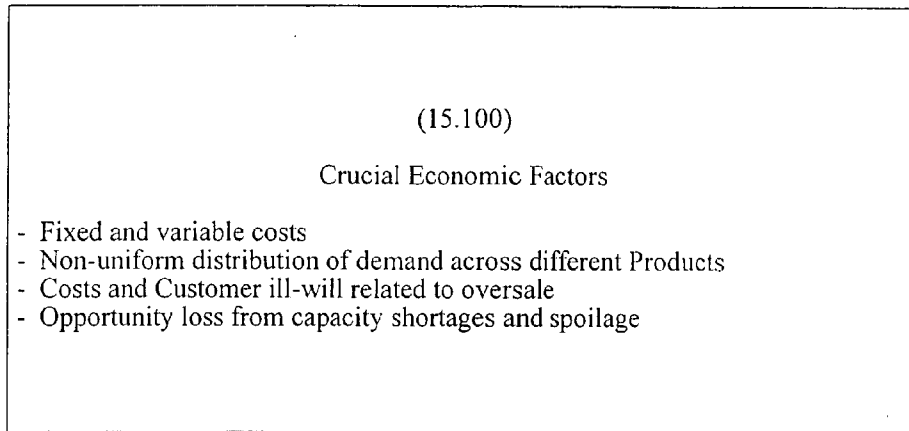 (15.100)
Crucial Economic Factors
- Fixed and variable costs
- Non-uniform distribution of demand across different Products
- Costs and Customer ill-will related to oversale
- Opportunity loss from capacity shortages and spoilage